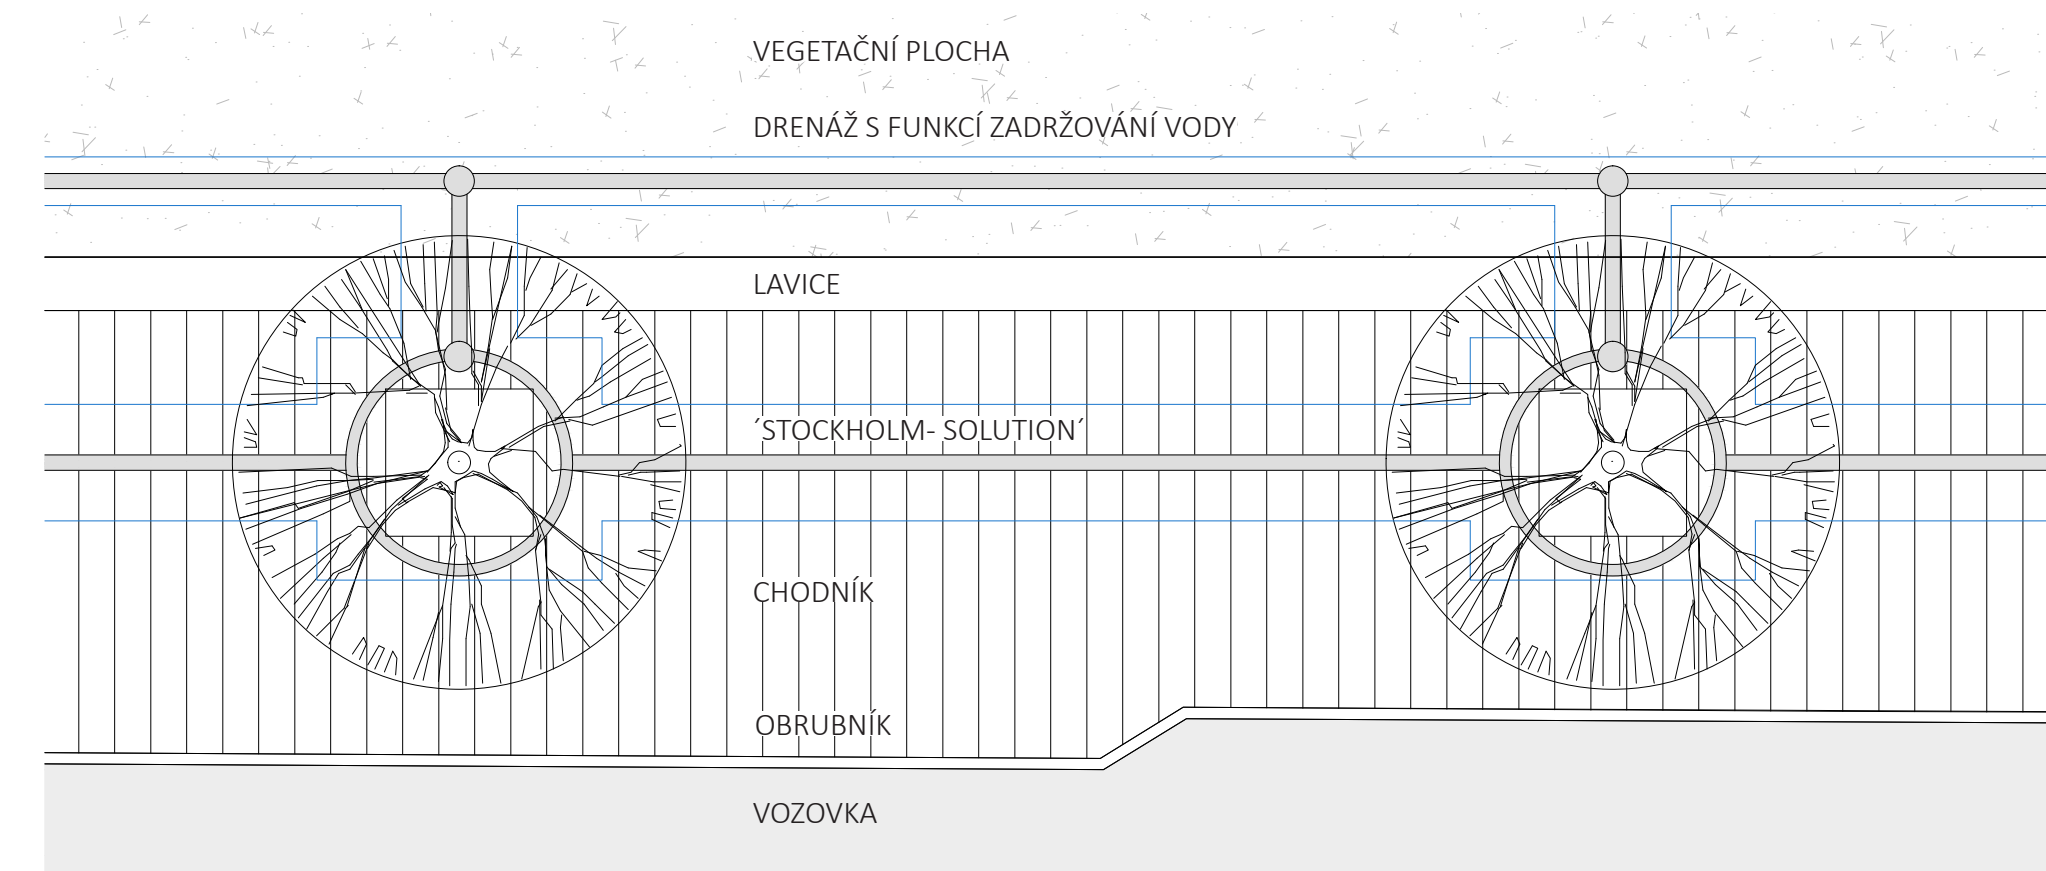 VEGETAČNÍ PLOCHA
DRENÁŽ S FUNKCÍ ZADRŽOVÁNÍ VODY
LAVICE
´STOCKHOLM- SOLUTION´
CHODNÍK
OBRUBNÍK
VOZOVKA